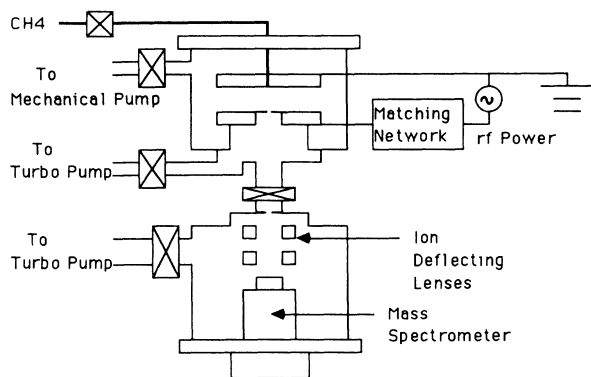 CH4
To
Mechanical Pump
To
Turbo Pump
To
Turbo Pump
Matching
Network
rf Power
Ion
Deflecting
Lenses
Mass
Spectrometer